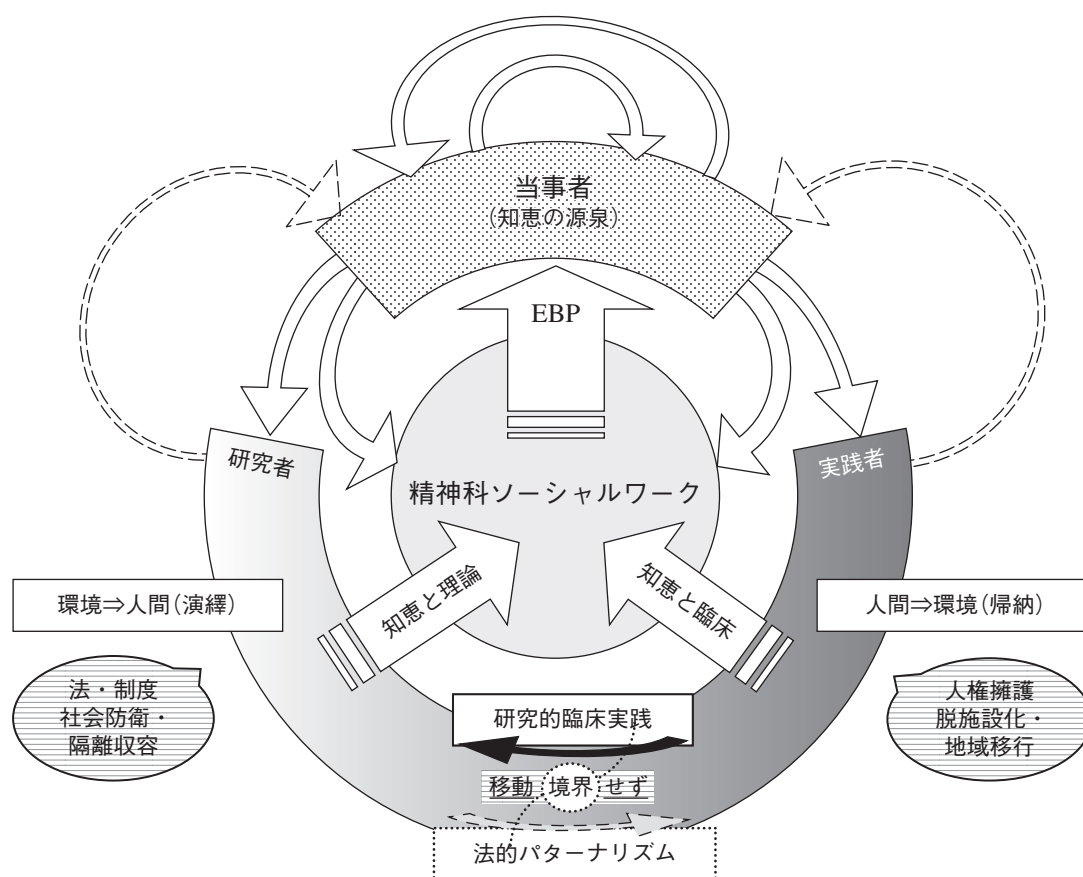 当事者
(知恵の源泉)
EBP
研究者
実践者
精神科ソーシャルワーク
知恵と理論
知恵と臨床
環境⇒人間(演繹)
人間⇒環境(帰納)
法・制度
社会防衛・
隔離収容
人権擁護
脱施設化・
地域移行
研究的臨床実践
移動 境界 せず
法的パターナリズム